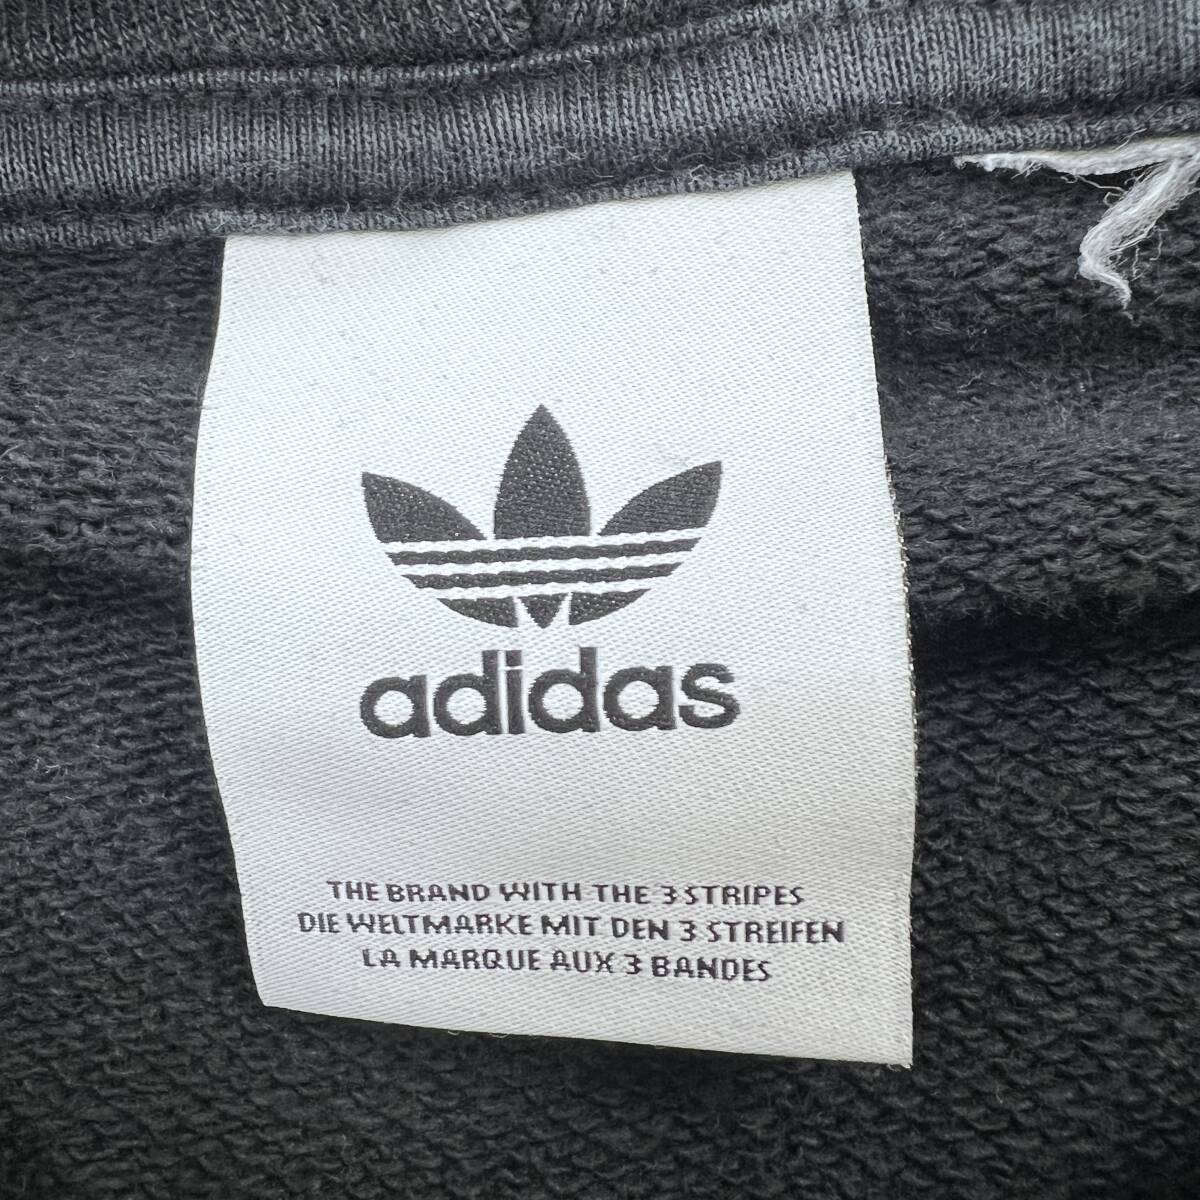 adidas
THE BRAND WITH THE 3 STRIPES
DIE WELTMARKE MIT DEN 3 STREIFEN
LA MARQUE AUX 3 BANDES